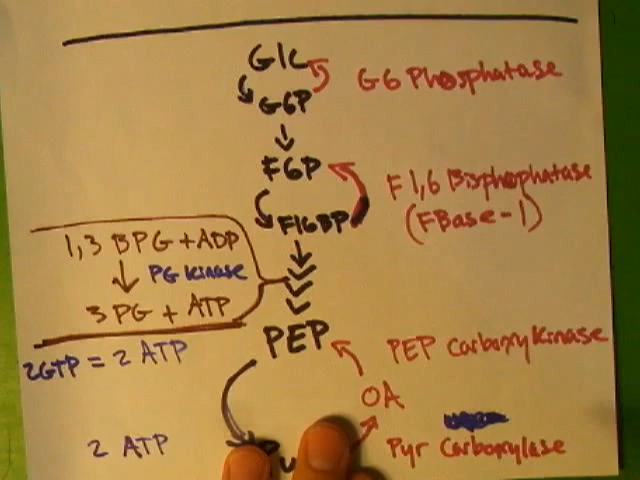 Glc
G6 Phosphatase
G6P
F6P
F1,6 Bisphosphatase
(FBase-1)
F16BP
1,3 BPG + ADP
PG Kinase
3 PG + ATP
PEP
PEP Carboxykinase
2GTP = 2 ATP
OA
2 ATP
Pyr Carboxylase